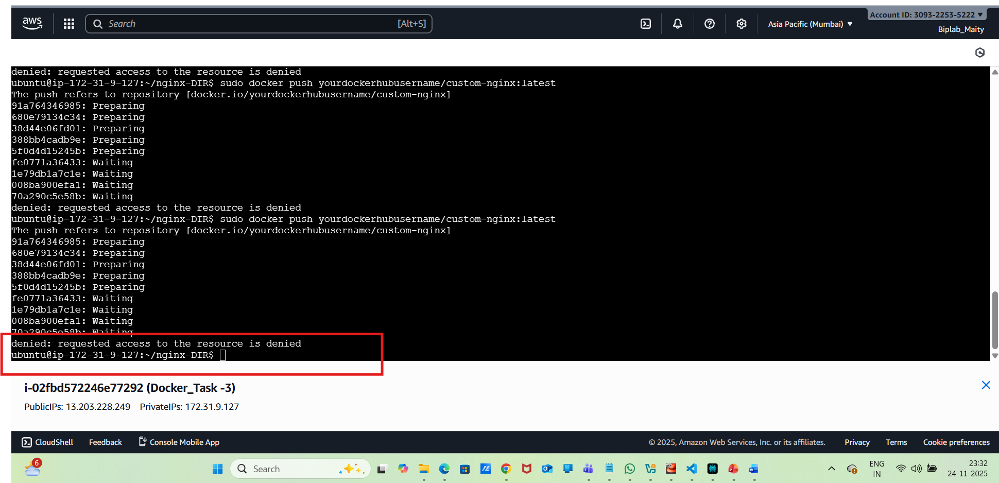 aws
Search
[Alt+S]
Asia Pacific (Mumbai)
Account ID: 3093-2253-5222
Biplab_Maity
denied: requested access to the resource is denied
ubuntu@ip-172-31-9-127:~/nginx-DIR$ sudo docker push yourdockerhubusername/custom-nginx:latest
The push refers to repository [docker.io/yourdockerhubusername/custom-nginx]
91a764346985: Preparing
680e79134c34: Preparing
38d44e06fd01: Preparing
388bb4cadb9e: Preparing
5f0d4d15245b: Preparing
fe0771a36433: Waiting
1e79db1a7c1e: Waiting
008ba900efa1: Waiting
70a290c5e58b: Waiting
denied: requested access to the resource is denied
ubuntu@ip-172-31-9-127:~/nginx-DIR$ sudo docker push yourdockerhubusername/custom-nginx:latest
The push refers to repository [docker.io/yourdockerhubusername/custom-nginx]
91a764346985: Preparing
680e79134c34: Preparing
38d44e06fd01: Preparing
388bb4cadb9e: Preparing
5f0d4d15245b: Preparing
fe0771a36433: Waiting
1e79db1a7c1e: Waiting
008ba900efa1: Waiting
70a290c5e58b: Waiting
denied: requested access to the resource is denied
ubuntu@ip-172-31-9-127:~/nginx-DIR$
i-02fbd572246e77292 (Docker_Task -3)
PublicIPs: 13.203.228.249 PrivateIPs: 172.31.9.127
CloudShell Feedback Console Mobile App © 2025, Amazon Web Services, Inc. or its affiliates. Privacy Terms Cookie preferences
6
Search
ENG
IN
23:32
24-11-2025